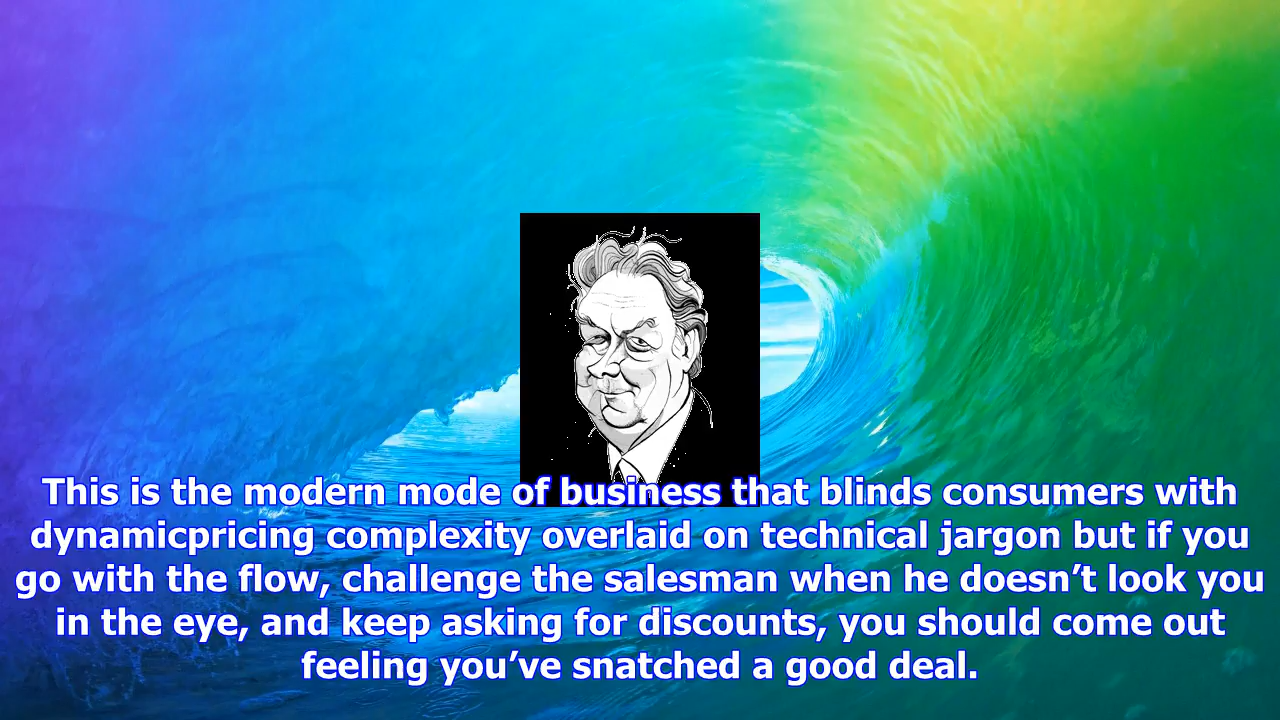 This is the modern mode of business that blinds consumers with
dynamicpricing complexity overlaid on technical jargon but if you
go with the flow, challenge the salesman when he doesn’t look you
in the eye, and keep asking for discounts, you should come out
feeling you’ve snatched a good deal.